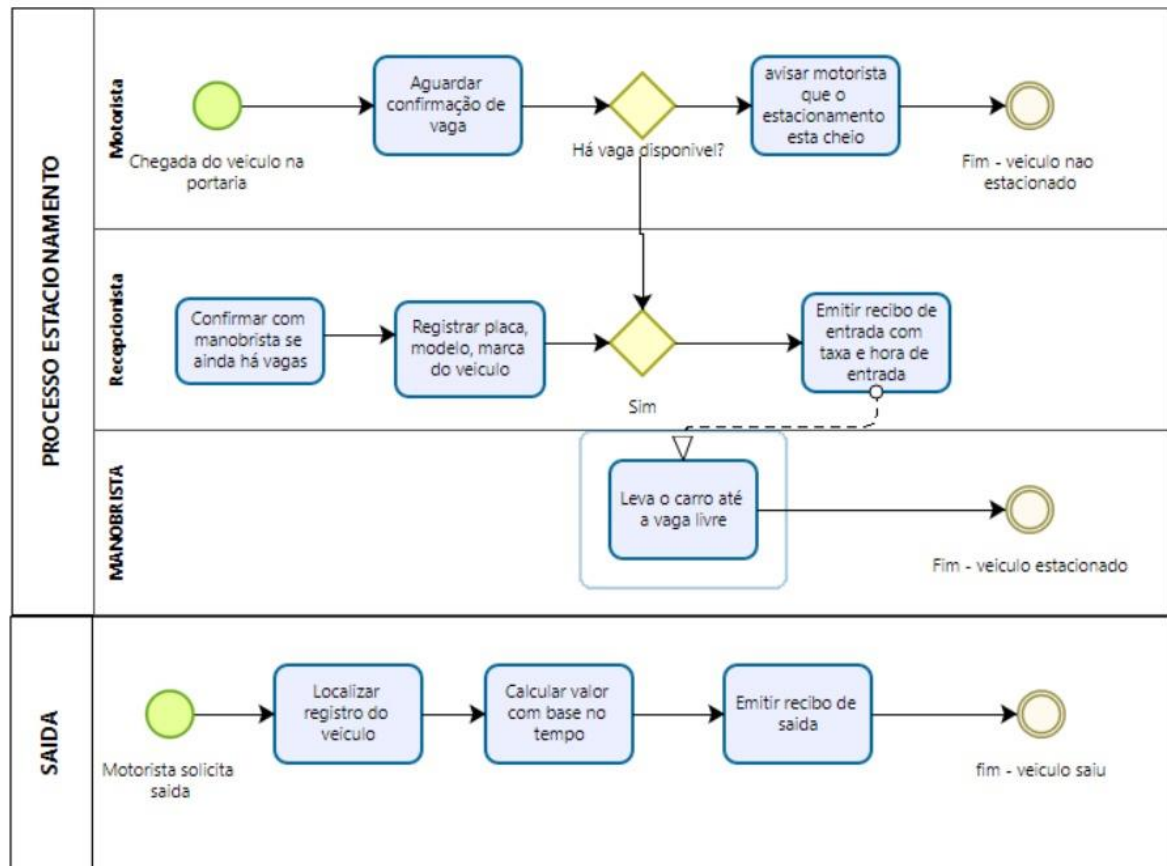 PROCESSO ESTACIONAMENTO
Motorista
Chegada do veiculo na
portaria
Aguardar
confirmação de
vaga
Há vaga disponivel?
avisar motorista
que o
estacionamento
esta cheio
Fim - veiculo nao
estacionado
Recepcionista
Confirmar com
manobrista se
ainda há vagas
Registrar placa,
modelo, marca
do veiculo
Sim
Emitir recibo de
entrada com
taxa e hora de
entrada
MANOBRISTA
Leva o carro até
a vaga livre
Fim - veiculo estacionado
SAIDA
Motorista solicita
saida
Localizar
registro do
veiculo
Calcular valor
com base no
tempo
Emitir recibo de
saida
fim - veiculo saiu